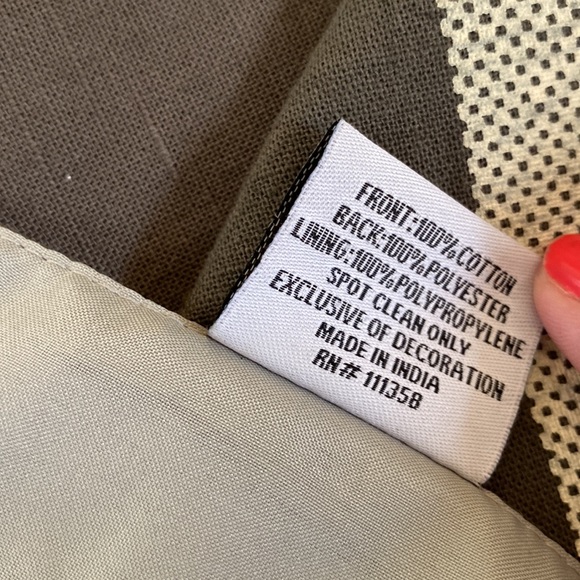 FRONT:100%COTTON
BACK:100%POLYESTER
LINING:100%POLYPROPYLENE
SPOT CLEAN ONLY
EXCLUSIVE OF DECORATION
MADE IN INDIA
RN# 111358